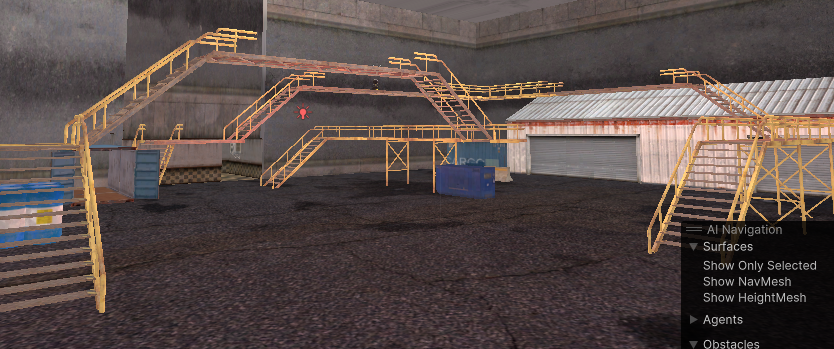 AI Navigation
Surfaces
Show Only Selected
Show NavMesh
Show HeightMesh
Agents
Obstacles